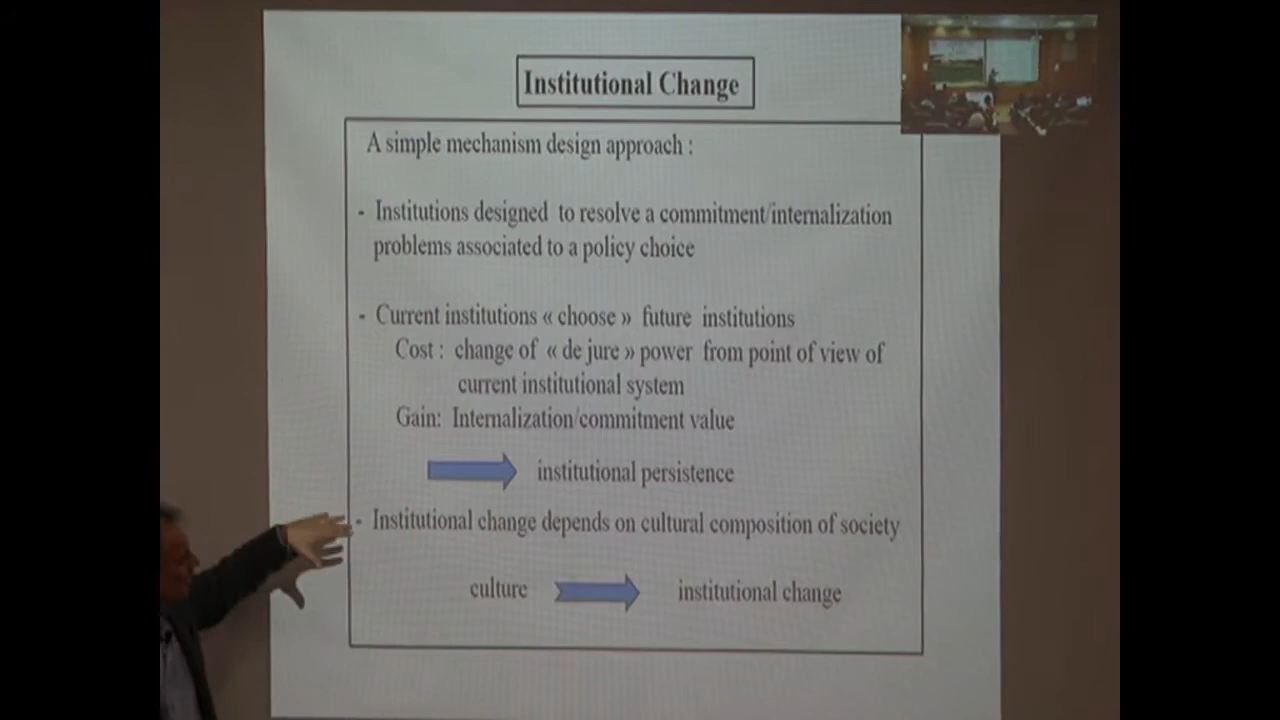 Institutional Change
A simple mechanism design approach :
- Institutions designed to resolve a commitment/internalization
problems associated to a policy choice
- Current institutions « choose » future institutions
Cost : change of « de jure » power from point of view of
current institutional system
Gain: Internalization/commitment value
institutional persistence
- Institutional change depends on cultural composition of society
culture institutional change